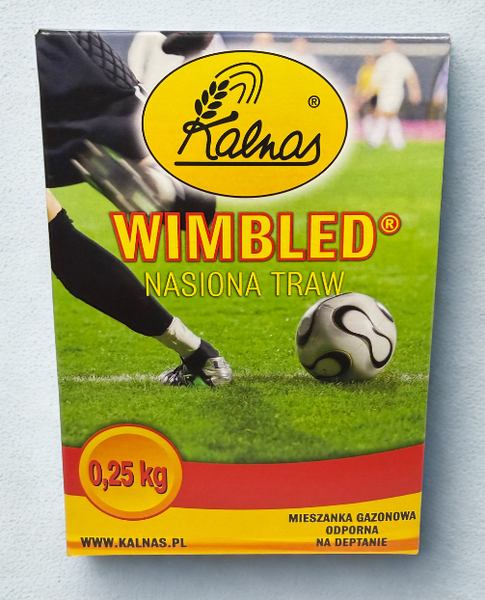 Kalnas ®
WIMBLED®
NASIONA TRAW
0,25 kg
MIESZANKA GAZONOWA
ODPORNA
NA DEPTANIE
WWW.KALNAS.PL